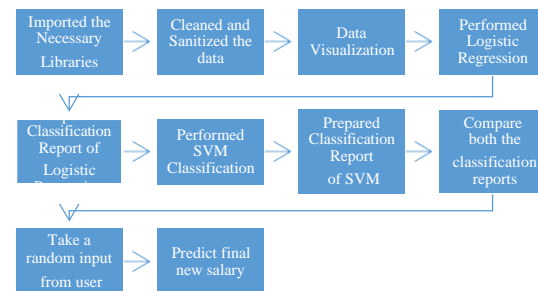 Imported the
Necessary
Libraries
Cleaned and
Sanitized the
data
Data
Visualization
Performed
Logistic
Regression
Classification
Report of
Logistic
Performed
SVM
Classification
Prepared
Classification
Report
of SVM
Compare
both the
classification
reports
Take a
random input
from user
Predict final
new salary